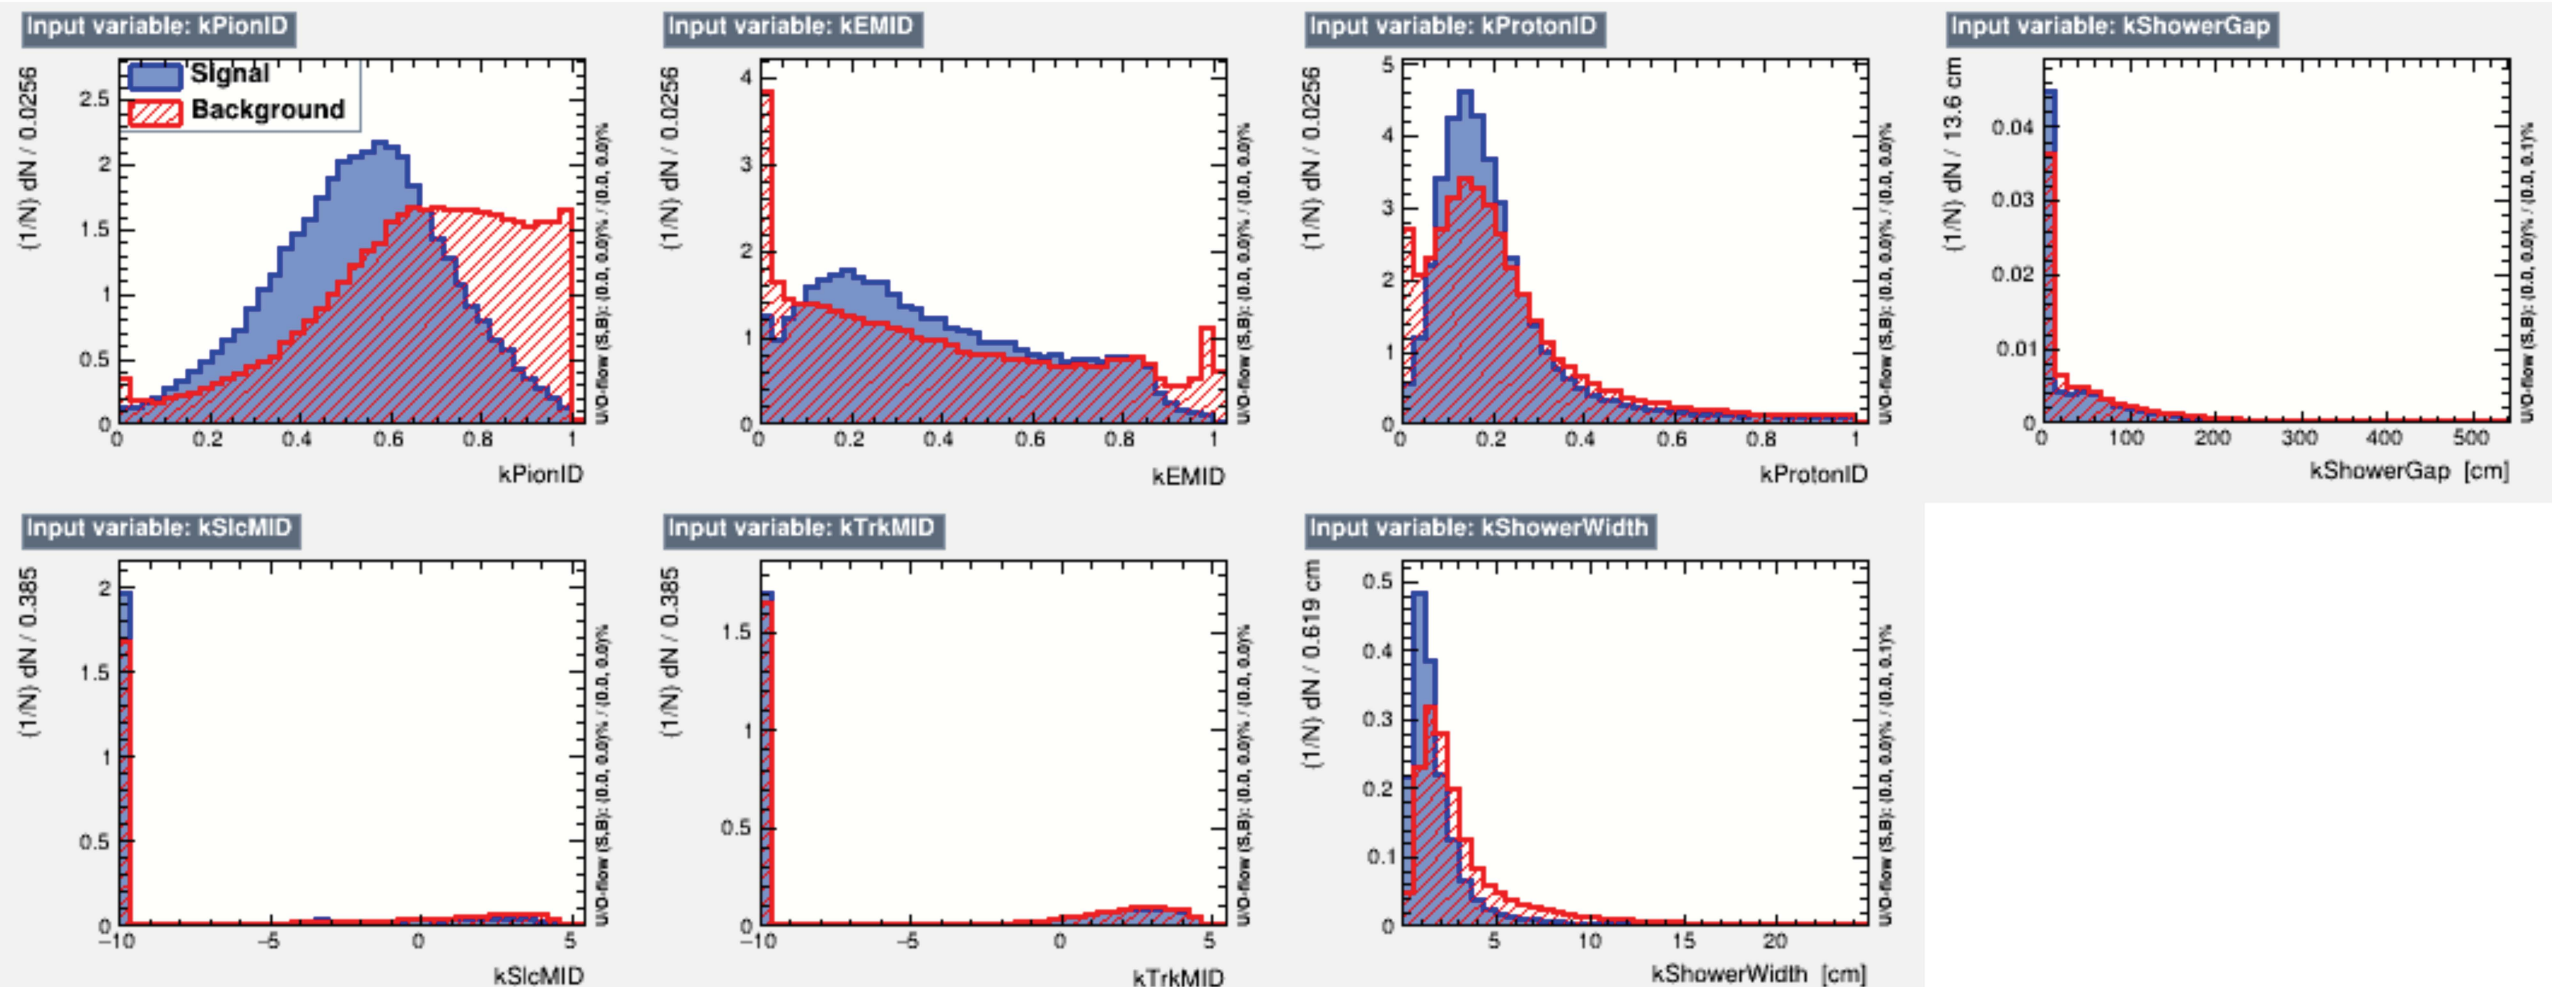 Input variable: kPionID
Signal
Background
(1/N) dN / 0.0256
2.5
2
1.5
1
0.5
0
0 0.2 0.4 0.6 0.8 1
kPionID
U/O-flow (S,B): (0.0, 0.0)% / (0.0, 0.0)%
Input variable: kEMID
(1/N) dN / 0.0256
4
3
2
1
0
0 0.2 0.4 0.6 0.8 1
kEMID
U/O-flow (S,B): (0.0, 0.0)% / (0.0, 0.0)%
Input variable: kProtonID
(1/N) dN / 0.0256
5
4
3
2
1
0
0 0.2 0.4 0.6 0.8 1
kProtonID
U/O-flow (S,B): (0.0, 0.0)% / (0.0, 0.0)%
Input variable: kShowerGap
(1/N) dN / 13.6 cm
0.04
0.03
0.02
0.01
0
0 100 200 300 400 500
kShowerGap [cm]
U/O-flow (S,B): (0.0, 0.0)% / (0.0, 0.1)%
Input variable: kSlcMID
(1/N) dN / 0.385
2
1.5
1
0.5
0
−10 −5 0 5
kSlcMID
U/O-flow (S,B): (0.0, 0.0)% / (0.0, 0.0)%
Input variable: kTrkMID
(1/N) dN / 0.385
1.5
1
0.5
0
−10 −5 0 5
kTrkMID
U/O-flow (S,B): (0.0, 0.0)% / (0.0, 0.0)%
Input variable: kShowerWidth
(1/N) dN / 0.619 cm
0.5
0.4
0.3
0.2
0.1
0
5 10 15 20
kShowerWidth [cm]
U/O-flow (S,B): (0.0, 0.0)% / (0.0, 0.1)%